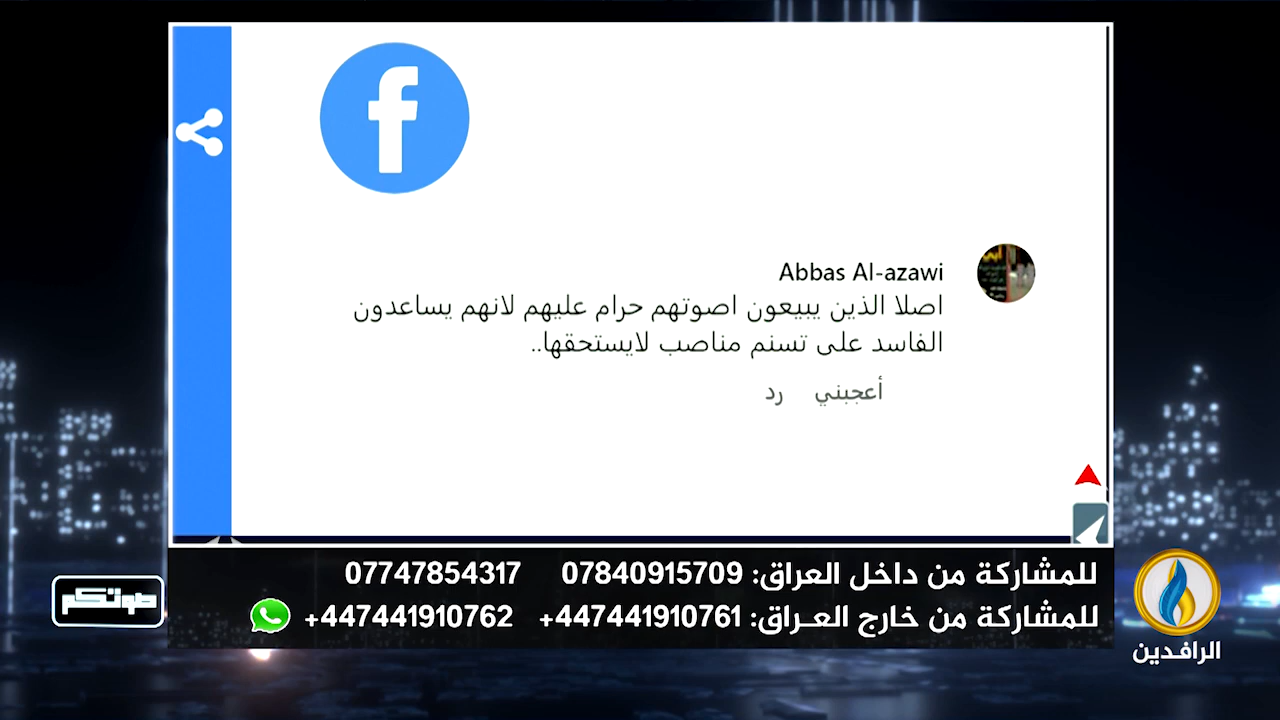 f
Abbas Al-azawi
اصلا الذين يبيعون اصوتهم حرام عليهم لانهم يساعدون
الفاسد على تسنم مناصب لايستحقها..
أعجبني رد
للمشاركة من داخل العراق: 07840915709 07747854317
للمشاركة من خارج العـراق: 447441910761+ 447441910762+
صوتكم
الرافدين